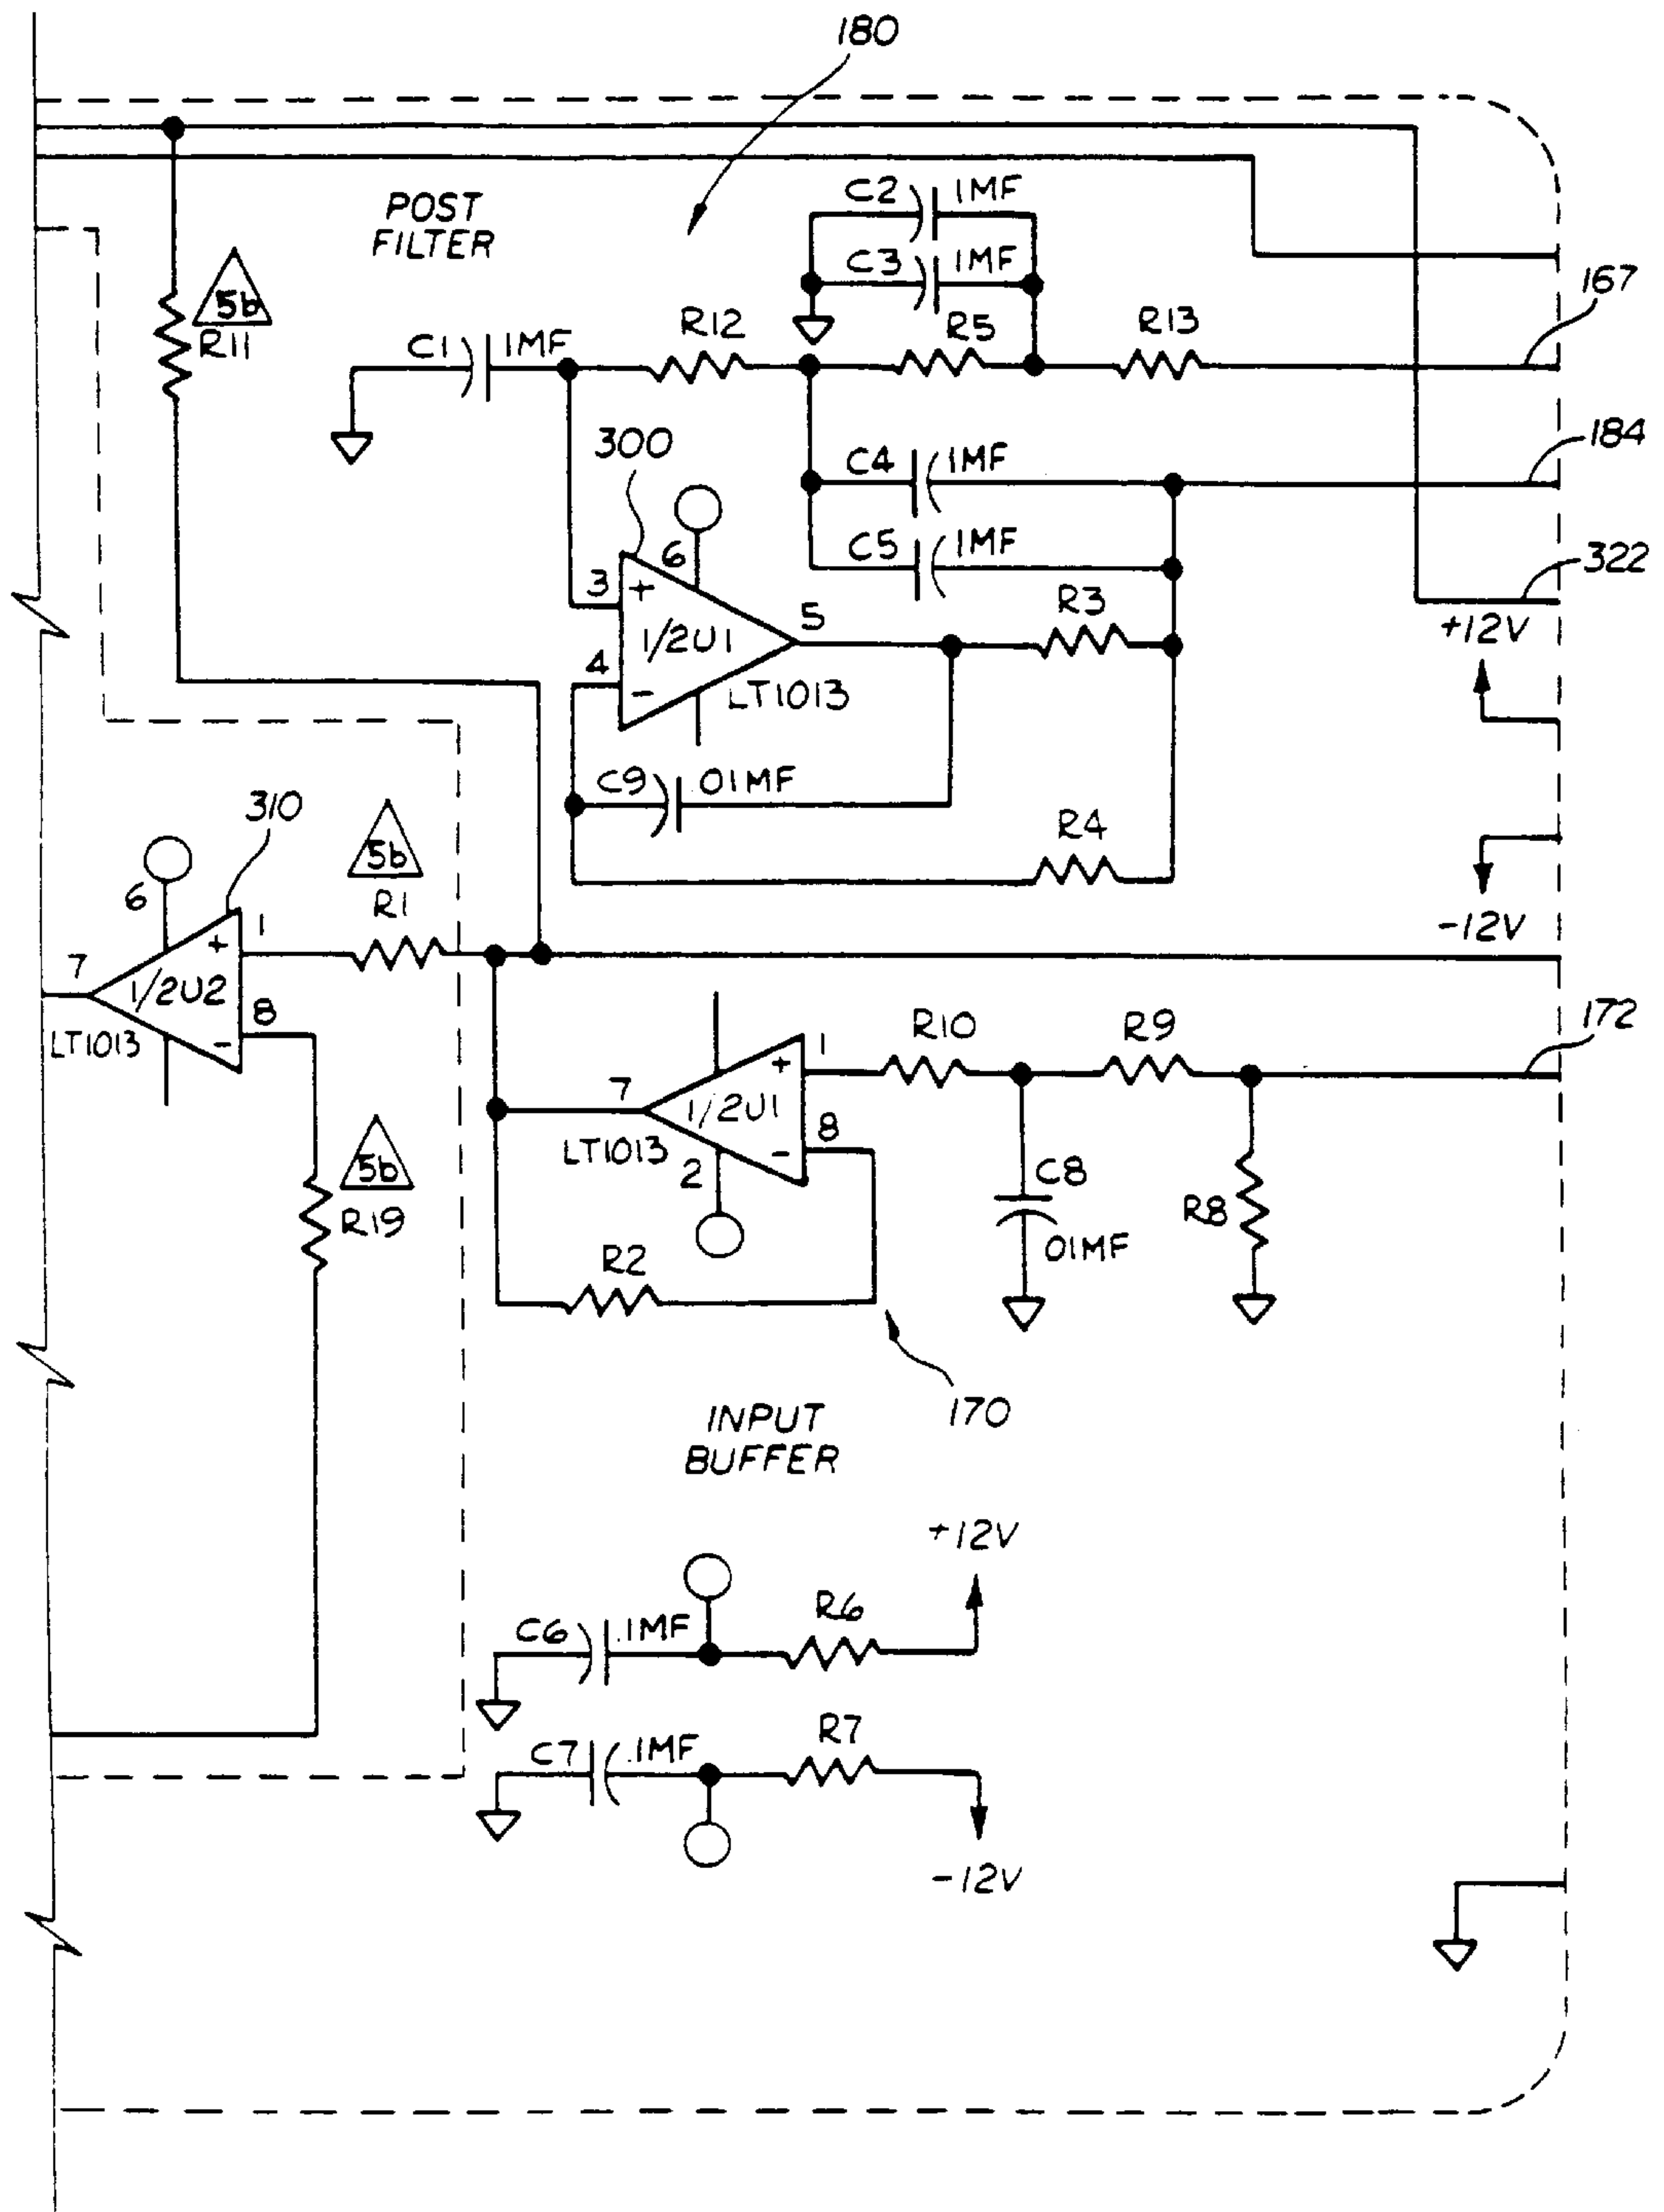 180
POST
FILTER
C2
1MF
C3
1MF
167
5b
R11
C1
1MF
R12
R5
R13
300
C4
1MF
184
C5
1MF
322
6
3
+
1/2U1
5
R3
4
-
LT1013
+12V
C9
.01MF
R4
310
5b
R1
-12V
6
+
1
7
1/2U2
8
LT1013
-
R10
R9
172
1
+
7
1/2U1
8
LT1013
-
2
C8
01MF
R8
5b
R19
R2
170
INPUT
BUFFER
+12V
C6
.1MF
R6
C7
.1MF
R7
-12V